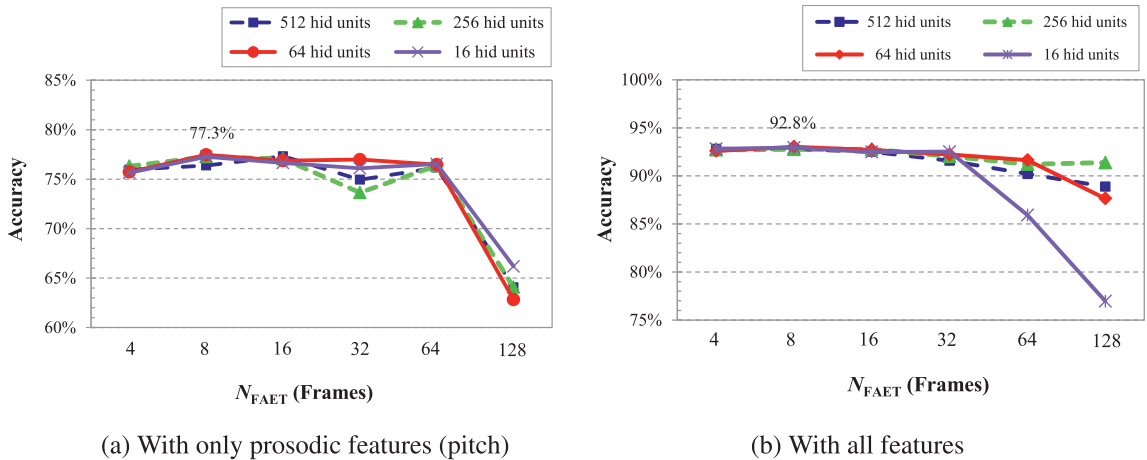 512 hid units 256 hid units
64 hid units 16 hid units
85%
80%
75%
70%
65%
60%
Accuracy
77.3%
4 8 16 32 64 128
N_FAET (Frames)
(a) With only prosodic features (pitch)
512 hid units 256 hid units
64 hid units 16 hid units
100%
95%
90%
85%
80%
75%
Accuracy
92.8%
4 8 16 32 64 128
N_FAET (Frames)
(b) With all features